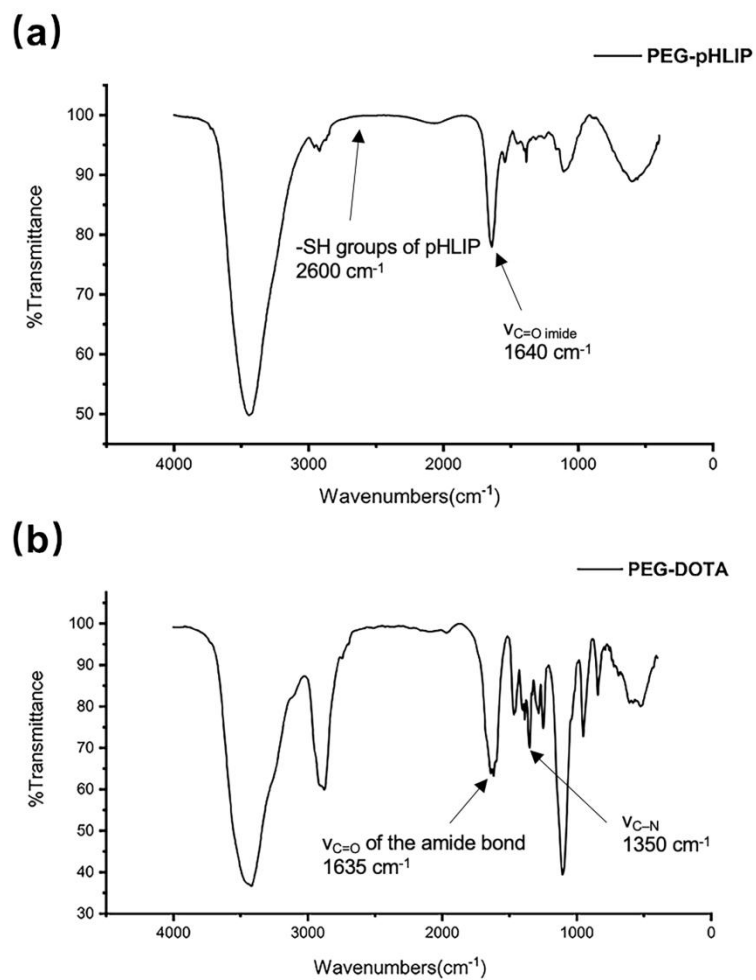 (a)
PEG-pHLIP
100
90
80
70
60
50
%Transmittance
-SH groups of pHLIP
2600 cm⁻¹
νC=O imide
1640 cm⁻¹
4000 3000 2000 1000 0
Wavenumbers(cm⁻¹)
(b)
PEG-DOTA
100
90
80
70
60
50
40
30
%Transmittance
νC=O of the amide bond
1635 cm⁻¹
νC–N
1350 cm⁻¹
4000 3000 2000 1000 0
Wavenumbers(cm⁻¹)